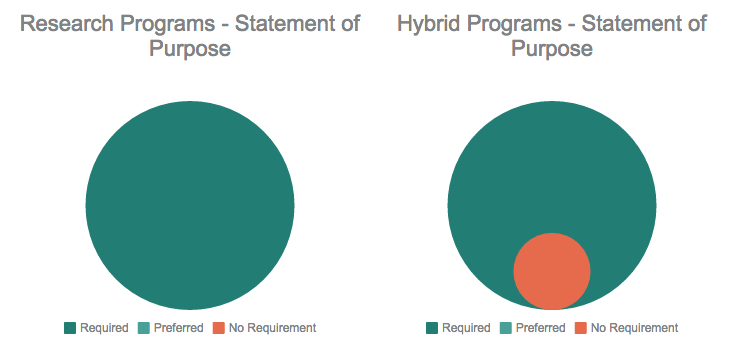 Research Programs - Statement of
Purpose
Hybrid Programs - Statement of
Purpose
Required Preferred No Requirement
Required Preferred No Requirement